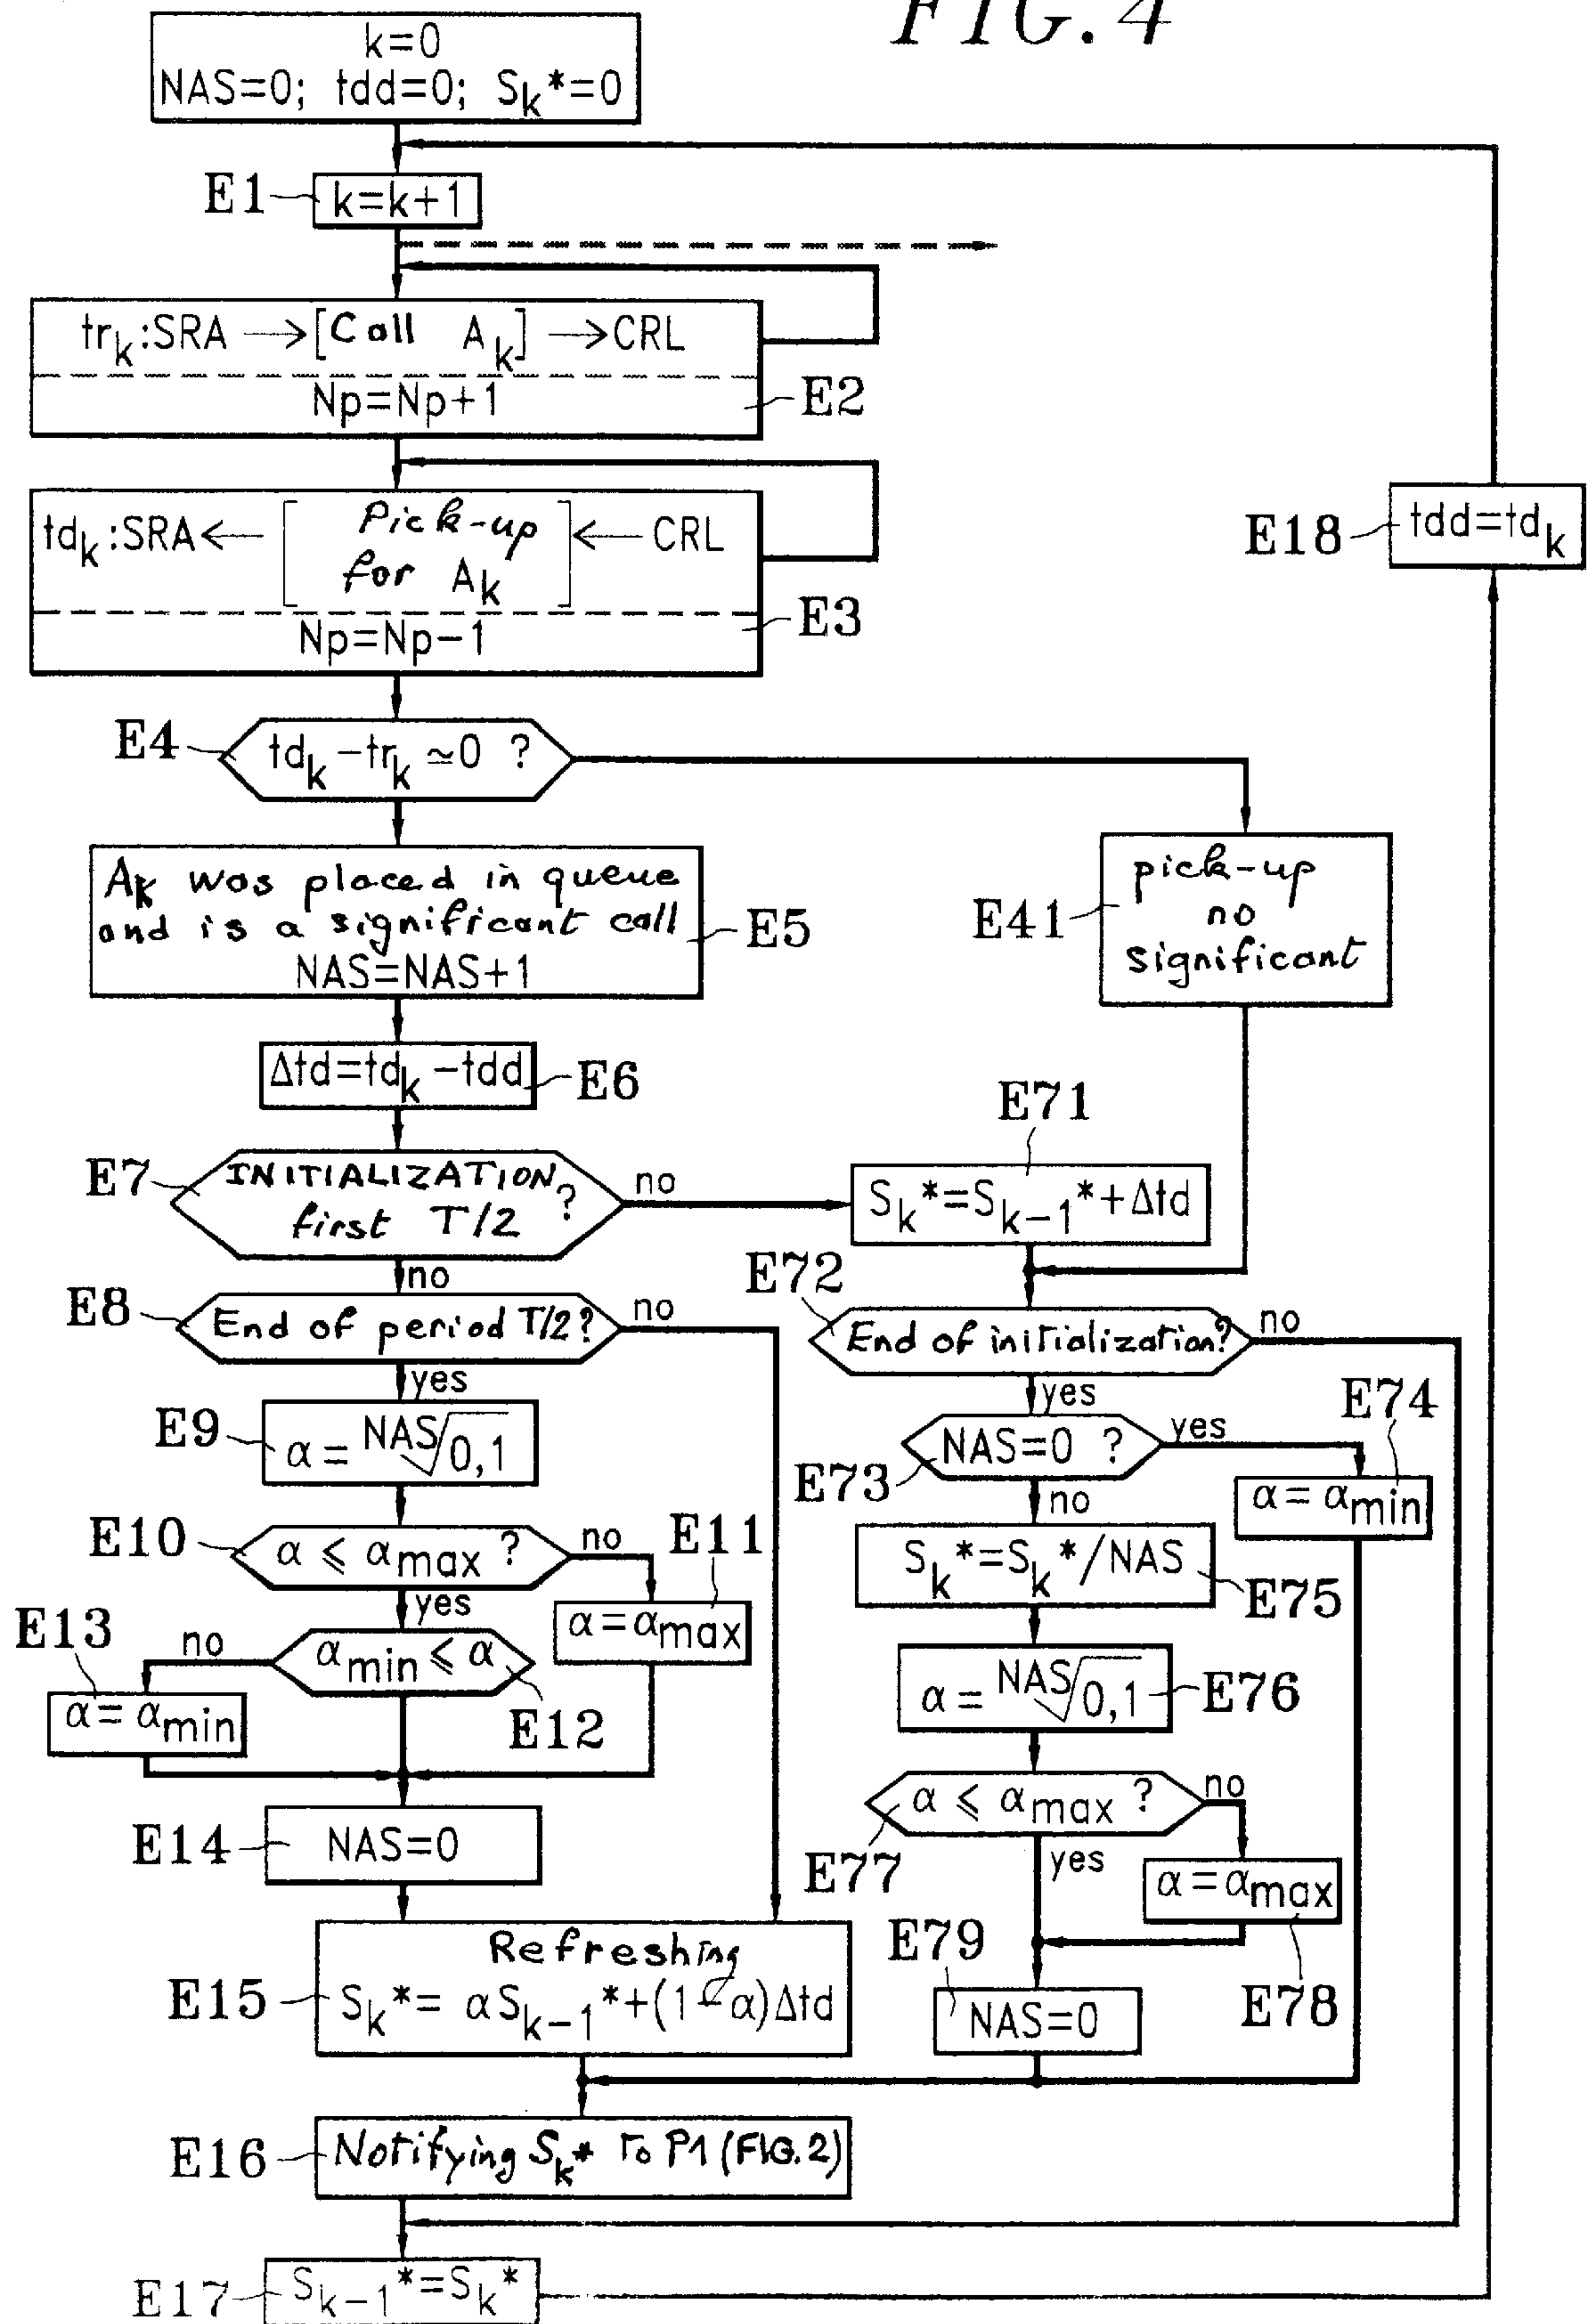 FIG. 4
k=0
NAS=0; tdd=0; Sk*=0
E1
k=k+1
trk:SRA →[Call Ak] →CRL
Np=Np+1
E2
tdk:SRA← [Pick-up for Ak] ← CRL
Np=Np-1
E3
E18
tdd=tdk
E4
tdk-trk ≃0 ?
Ak was placed in queue
and is a significant call
NAS=NAS+1
E5
E41
pick-up
no
significant
Δtd=tdk-tdd
E6
E7
INITIALIZATION
first T/2 ?
no
no
E71
Sk*=Sk-1*+Δtd
E8
End of period T/2?
no
yes
E72
End of initialization?
no
yes
E9
α= NAS√0,1
E73
NAS=0 ?
yes
no
E74
α=αmin
E10
α ⩽ αmax ?
no
yes
E11
α=αmax
E75
Sk*=Sk*/NAS
E13
α=αmin
no
αmin ⩽ α
E12
E76
α= NAS√0,1
E77
α ⩽ αmax ?
no
yes
E78
α=αmax
E14
NAS=0
E79
NAS=0
E15
Refreshing
Sk*= αSk-1*+(1-α)Δtd
E16
Notifying Sk* to P1 (FIG.2)
E17
Sk-1*=Sk*